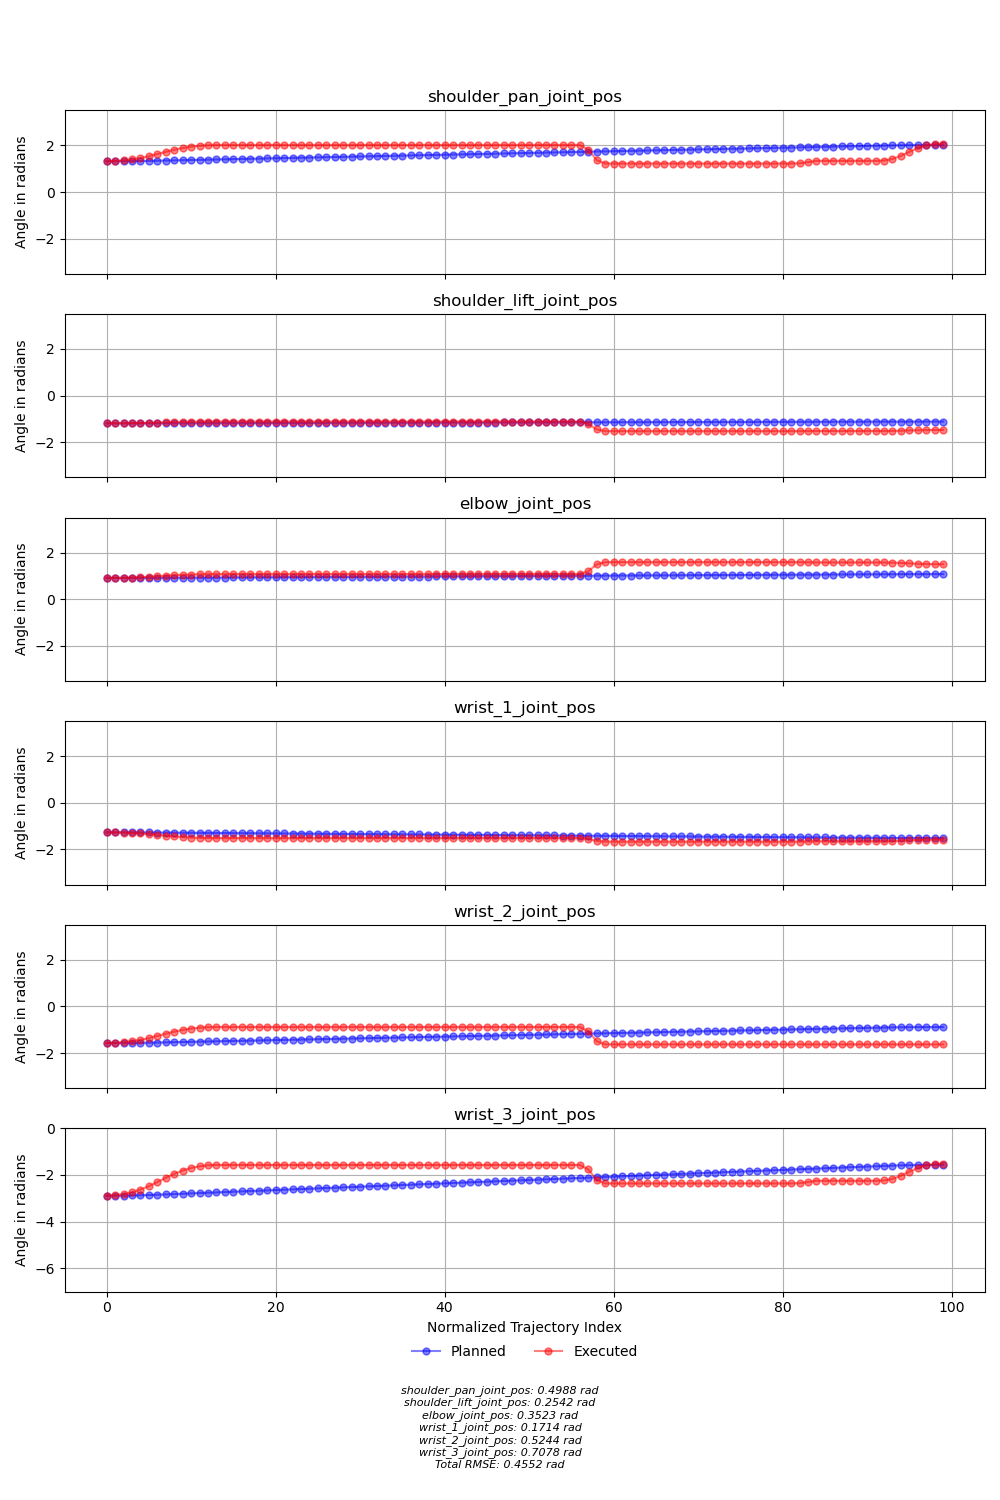 shoulder_pan_joint_pos
Angle in radians
2
0
−2
shoulder_lift_joint_pos
Angle in radians
2
0
−2
elbow_joint_pos
Angle in radians
2
0
−2
wrist_1_joint_pos
Angle in radians
2
0
−2
wrist_2_joint_pos
Angle in radians
2
0
−2
wrist_3_joint_pos
Angle in radians
0
−2
−4
−6
0 20 40 60 80 100
Normalized Trajectory Index
Planned Executed
shoulder_pan_joint_pos: 0.4988 rad
shoulder_lift_joint_pos: 0.2542 rad
elbow_joint_pos: 0.3523 rad
wrist_1_joint_pos: 0.1714 rad
wrist_2_joint_pos: 0.5244 rad
wrist_3_joint_pos: 0.7078 rad
Total RMSE: 0.4552 rad